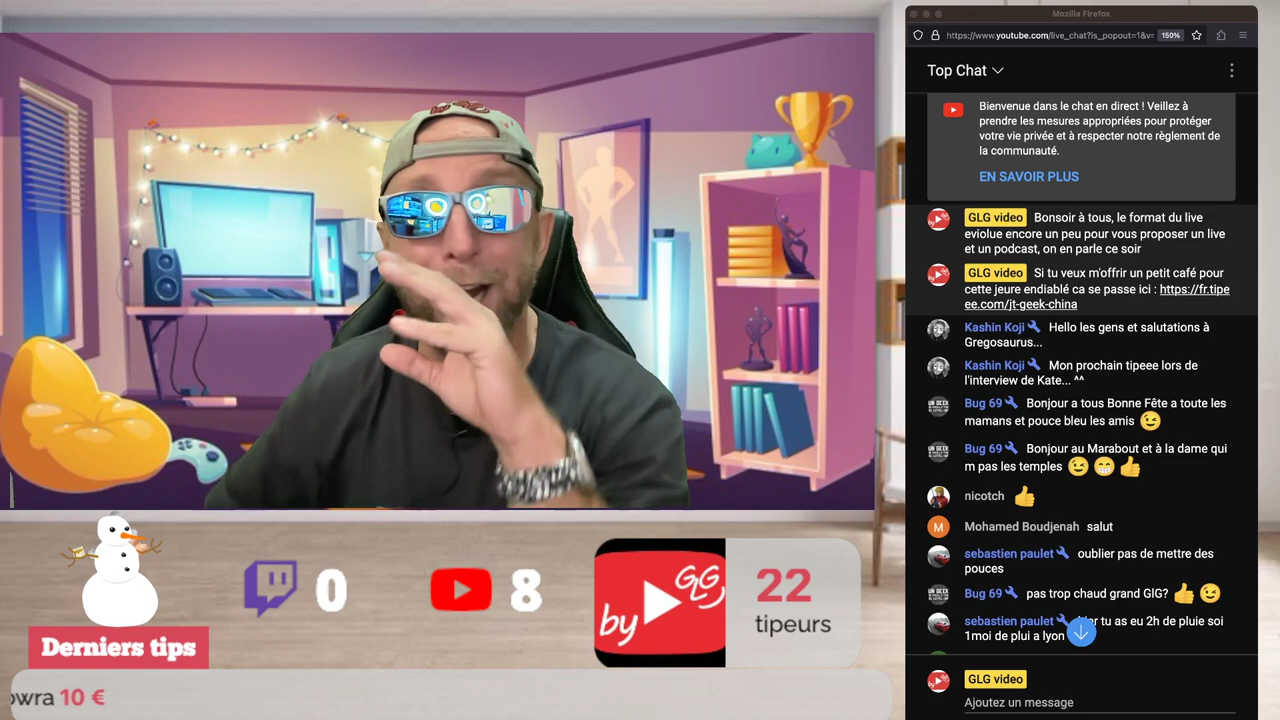 Mozilla Firefox
https://www.youtube.com/live_chat?is_popout=1&v=
150%
Top Chat
Bienvenue dans le chat en direct ! Veillez à
prendre les mesures appropriées pour protéger
votre vie privée et à respecter notre règlement de
la communauté.
EN SAVOIR PLUS
GLG video Bonsoir à tous, le format du live
eviolue encore un peu pour vous proposer un live
et un podcast, on en parle ce soir
GLG video Si tu veux m'offrir un petit café pour
cette jeure endiablé ca se passe ici : https://fr.tipe
ee.com/jt-geek-china
Kashin Koji Hello les gens et salutations à
Gregosaurus...
Kashin Koji Mon prochain tipeee lors de
l'interview de Kate... ^^
Bug 69 Bonjour a tous Bonne Fête a toute les
mamans et pouce bleu les amis 😉
Bug 69 Bonjour au Marabout et à la dame qui
m pas les temples 😉 😁 👍
nicotch 👍
M Mohamed Boudjenah salut
sebastien paulet oublier pas de mettre des
pouces
Bug 69 pas trop chaud grand GIG? 👍 😉
sebastien paulet tu as eu 2h de pluie soi
1moi de plui a lyon
GLG video
Ajoutez un message
0
8
by GLG
22
tipeurs
Derniers tips
owra 10 €